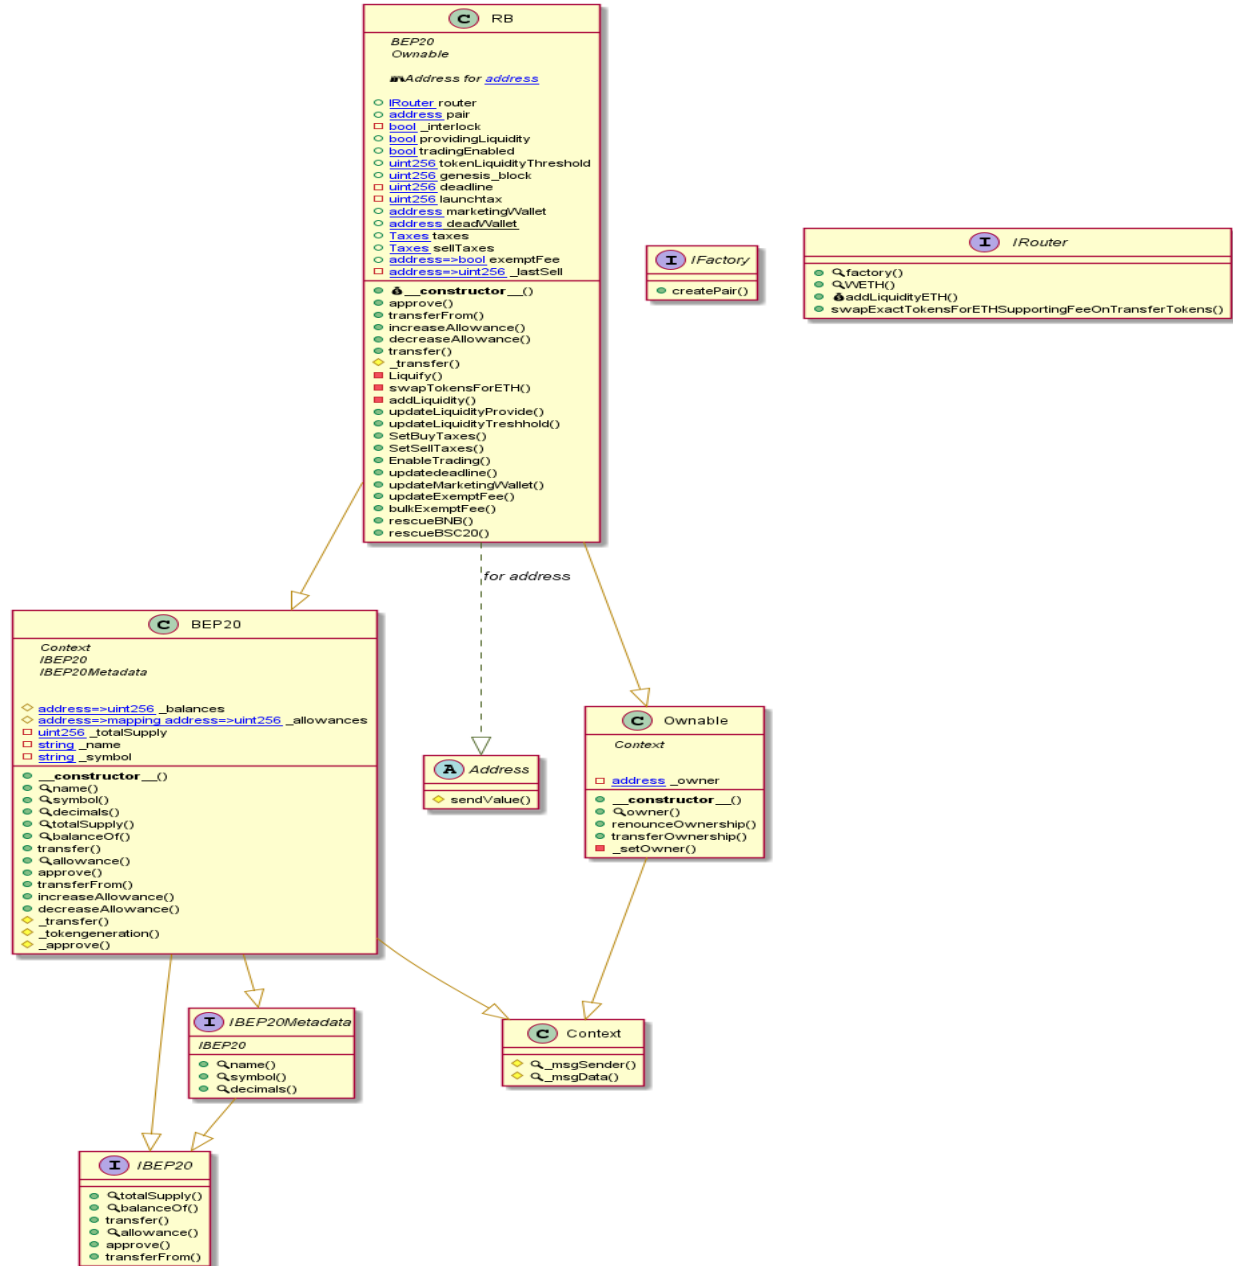 C RB
BEP20
Ownable
Address for address
IRouter router
address pair
bool _interlock
bool providingLiquidity
bool tradingEnabled
uint256 tokenLiquidityThreshold
uint256 genesis_block
uint256 deadline
uint256 launchtax
address marketingWallet
address deadWallet
Taxes taxes
Taxes sellTaxes
address=>bool exemptFee
address=>uint256 _lastSell
__constructor__()
approve()
transferFrom()
increaseAllowance()
decreaseAllowance()
transfer()
_transfer()
Liquify()
swapTokensForETH()
addLiquidity()
updateLiquidityProvide()
updateLiquidityTreshhold()
SetBuyTaxes()
SetSellTaxes()
EnableTrading()
updatedeadline()
updateMarketingWallet()
updateExemptFee()
bulkExemptFee()
rescueBNB()
rescueBSC20()
I IFactory
createPair()
I IRouter
factory()
WETH()
addLiquidityETH()
swapExactTokensForETHSupportingFeeOnTransferTokens()
for address
C BEP20
Context
IBEP20
IBEP20Metadata
address=>uint256 _balances
address=>mapping address=>uint256 _allowances
uint256 _totalSupply
string _name
string _symbol
__constructor__()
name()
symbol()
decimals()
totalSupply()
balanceOf()
transfer()
allowance()
approve()
transferFrom()
increaseAllowance()
decreaseAllowance()
_transfer()
_tokengeneration()
_approve()
A Address
sendValue()
C Ownable
Context
address _owner
__constructor__()
owner()
renounceOwnership()
transferOwnership()
_setOwner()
I IBEP20Metadata
IBEP20
name()
symbol()
decimals()
C Context
_msgSender()
_msgData()
I IBEP20
totalSupply()
balanceOf()
transfer()
allowance()
approve()
transferFrom()